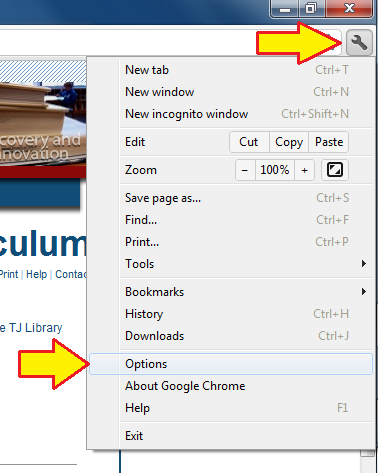 New tab Ctrl+T
New window Ctrl+N
New incognito window Ctrl+Shift+N
Edit Cut Copy Paste
Zoom − 100% +
Save page as... Ctrl+S
Find... Ctrl+F
Print... Ctrl+P
Tools
Bookmarks
History Ctrl+H
Downloads Ctrl+J
Options
About Google Chrome
Help F1
Exit
covery and
nnovation
culum
Print | Help | Contac
e TJ Library